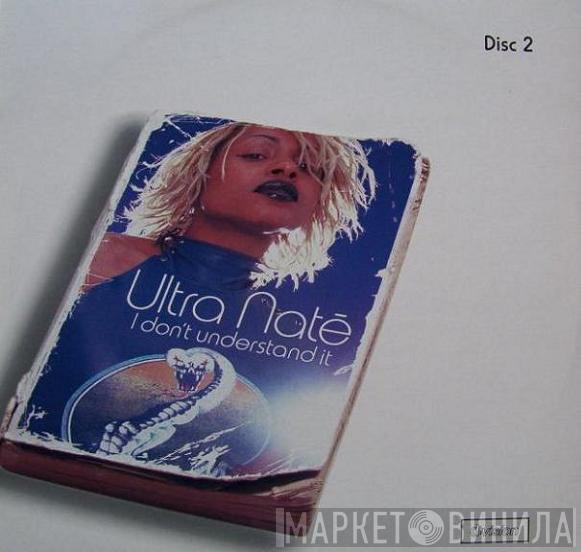 Disc 2
Ultra Naté
I don't understand it
МАРКЕТ ВИНИЛА